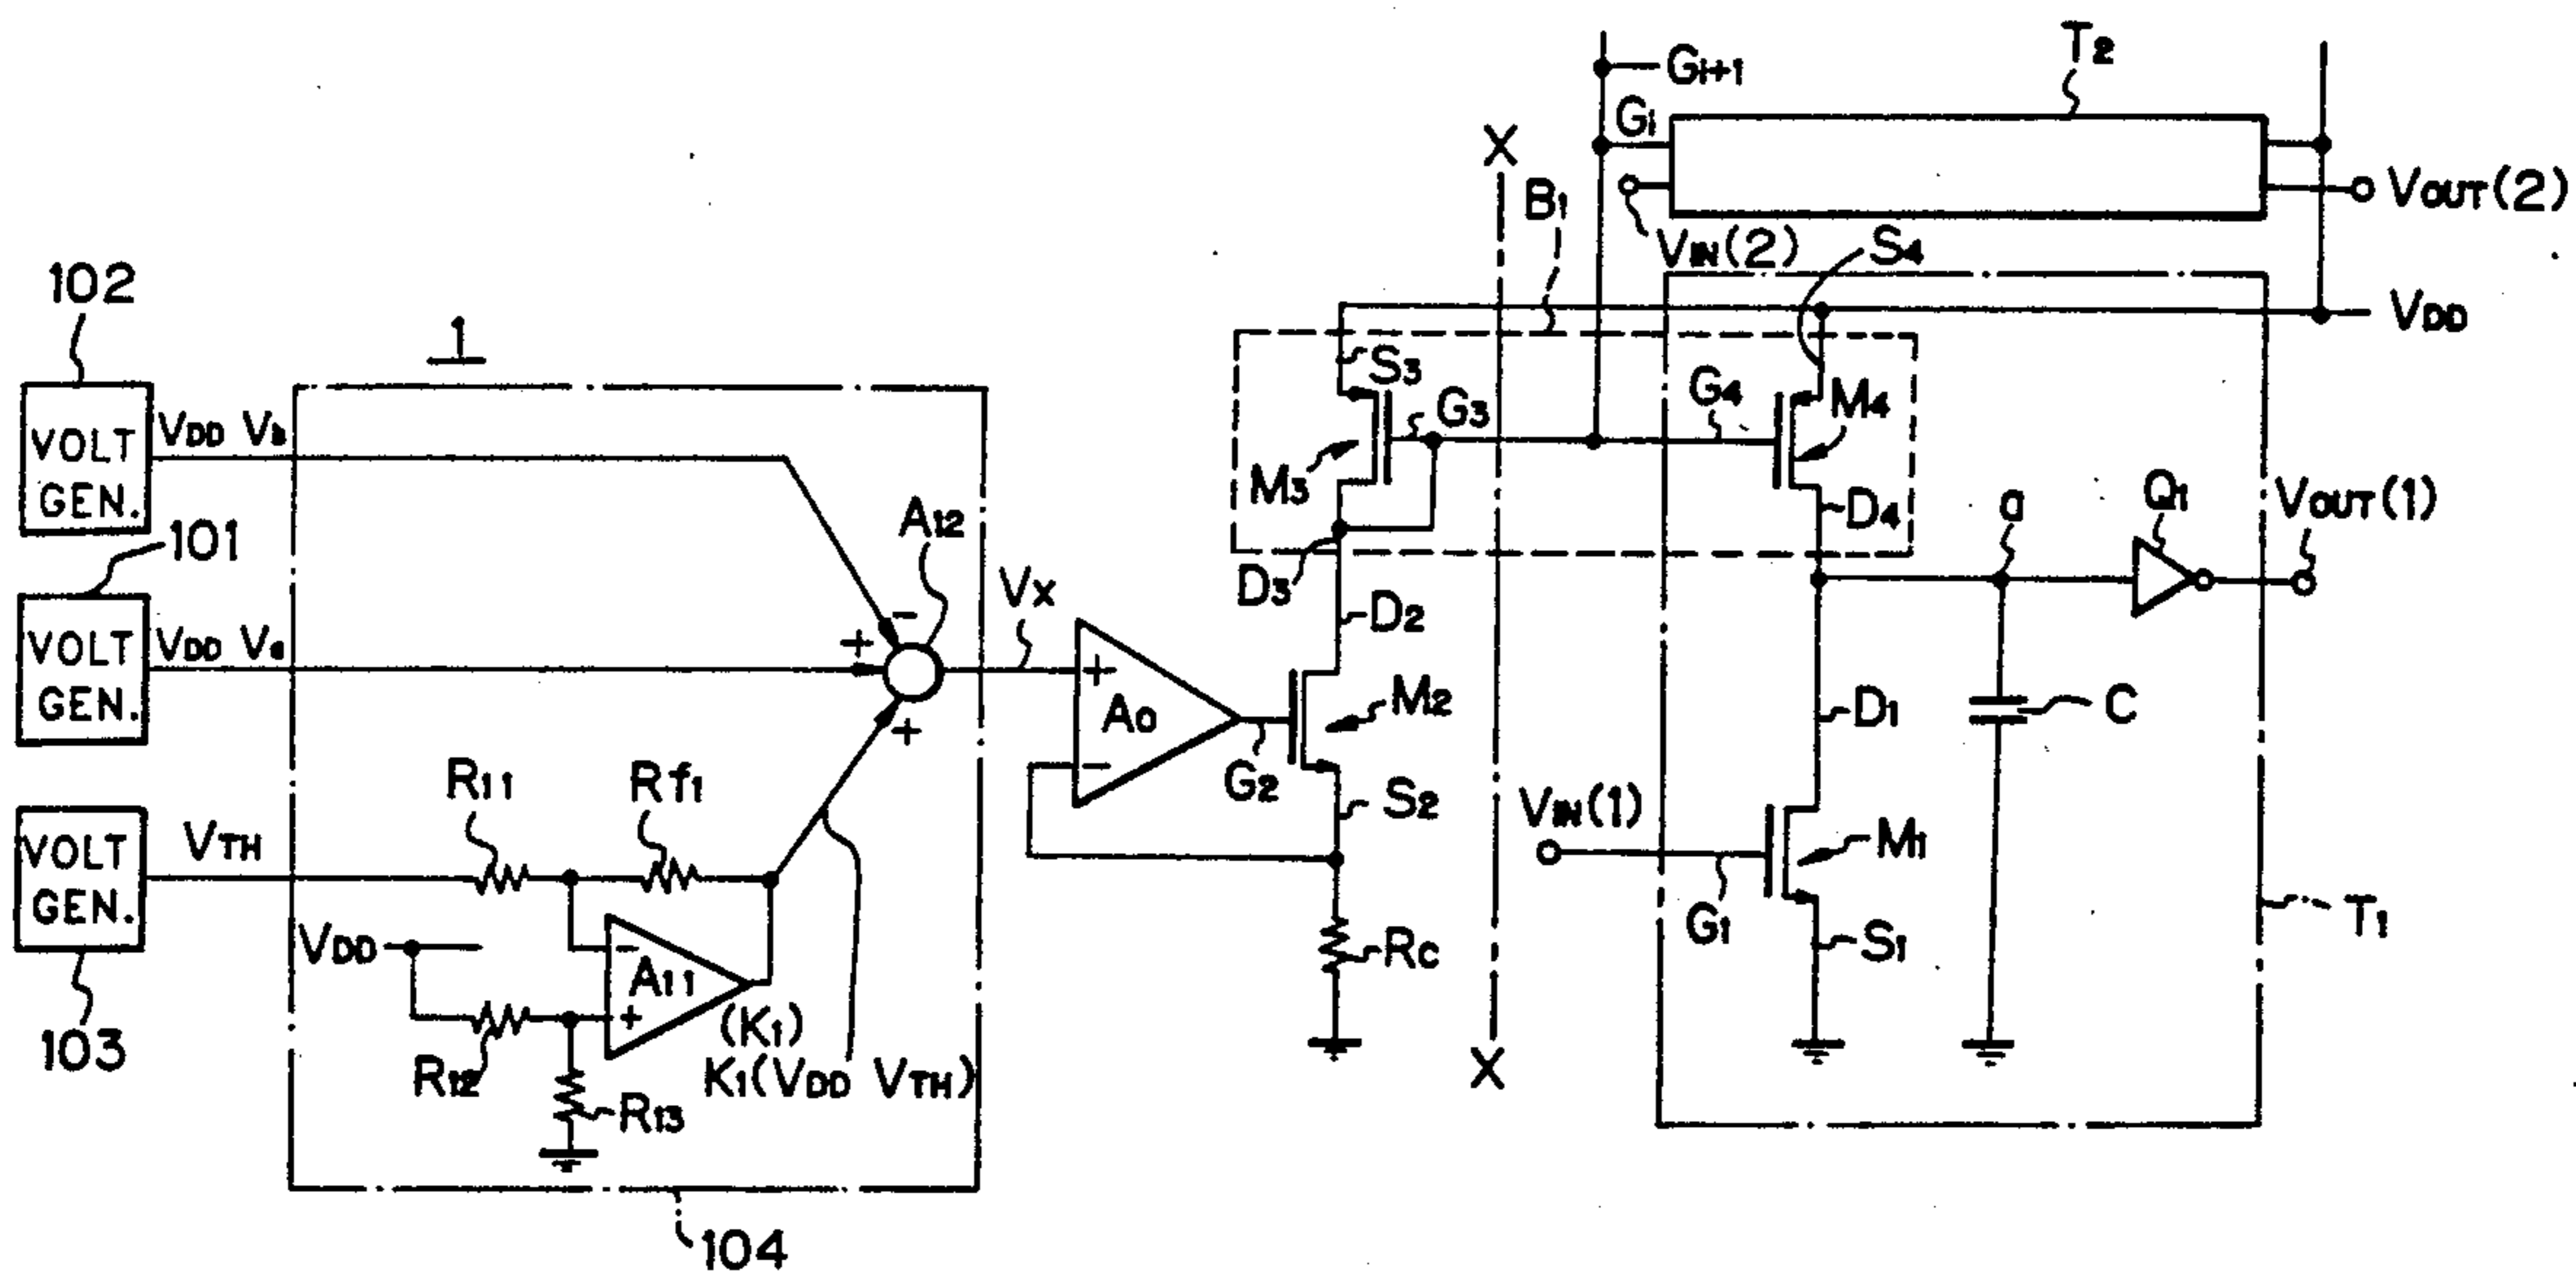 T2
Gi+1
Gi
X
B1
VIN(2)
S4
VOUT(2)
102
1
VDD
VOLT
GEN.
VDD Vb
S3
G3
G4
M4
M3
101
A12
D4
a
Q1
VOUT(1)
D3
VX
VOLT
GEN.
VDD Va
-
+
+
+
A0
-
D2
M2
G2
S2
D1
C
R11
Rf1
VIN(1)
VOLT
GEN.
VTH
M1
G1
S1
T1
Rc
VDD
-
A11
+
(K1)
103
R12
K1(VDD VTH)
R13
X
104